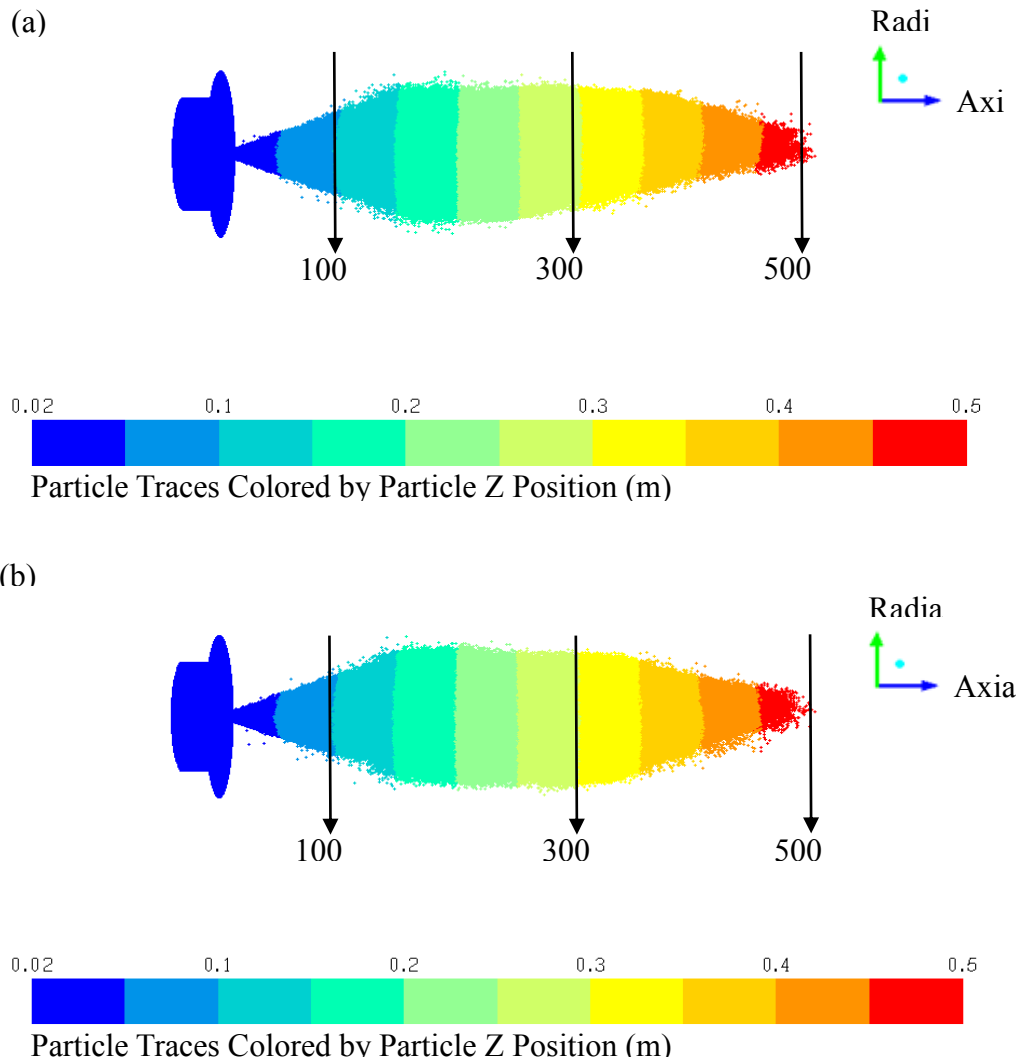 (a)
Radi
Axi
100 300 500
0.02 0.1 0.2 0.3 0.4 0.5
Particle Traces Colored by Particle Z Position (m)
(b)
Radia
Axia
100 300 500
0.02 0.1 0.2 0.3 0.4 0.5
Particle Traces Colored by Particle Z Position (m)